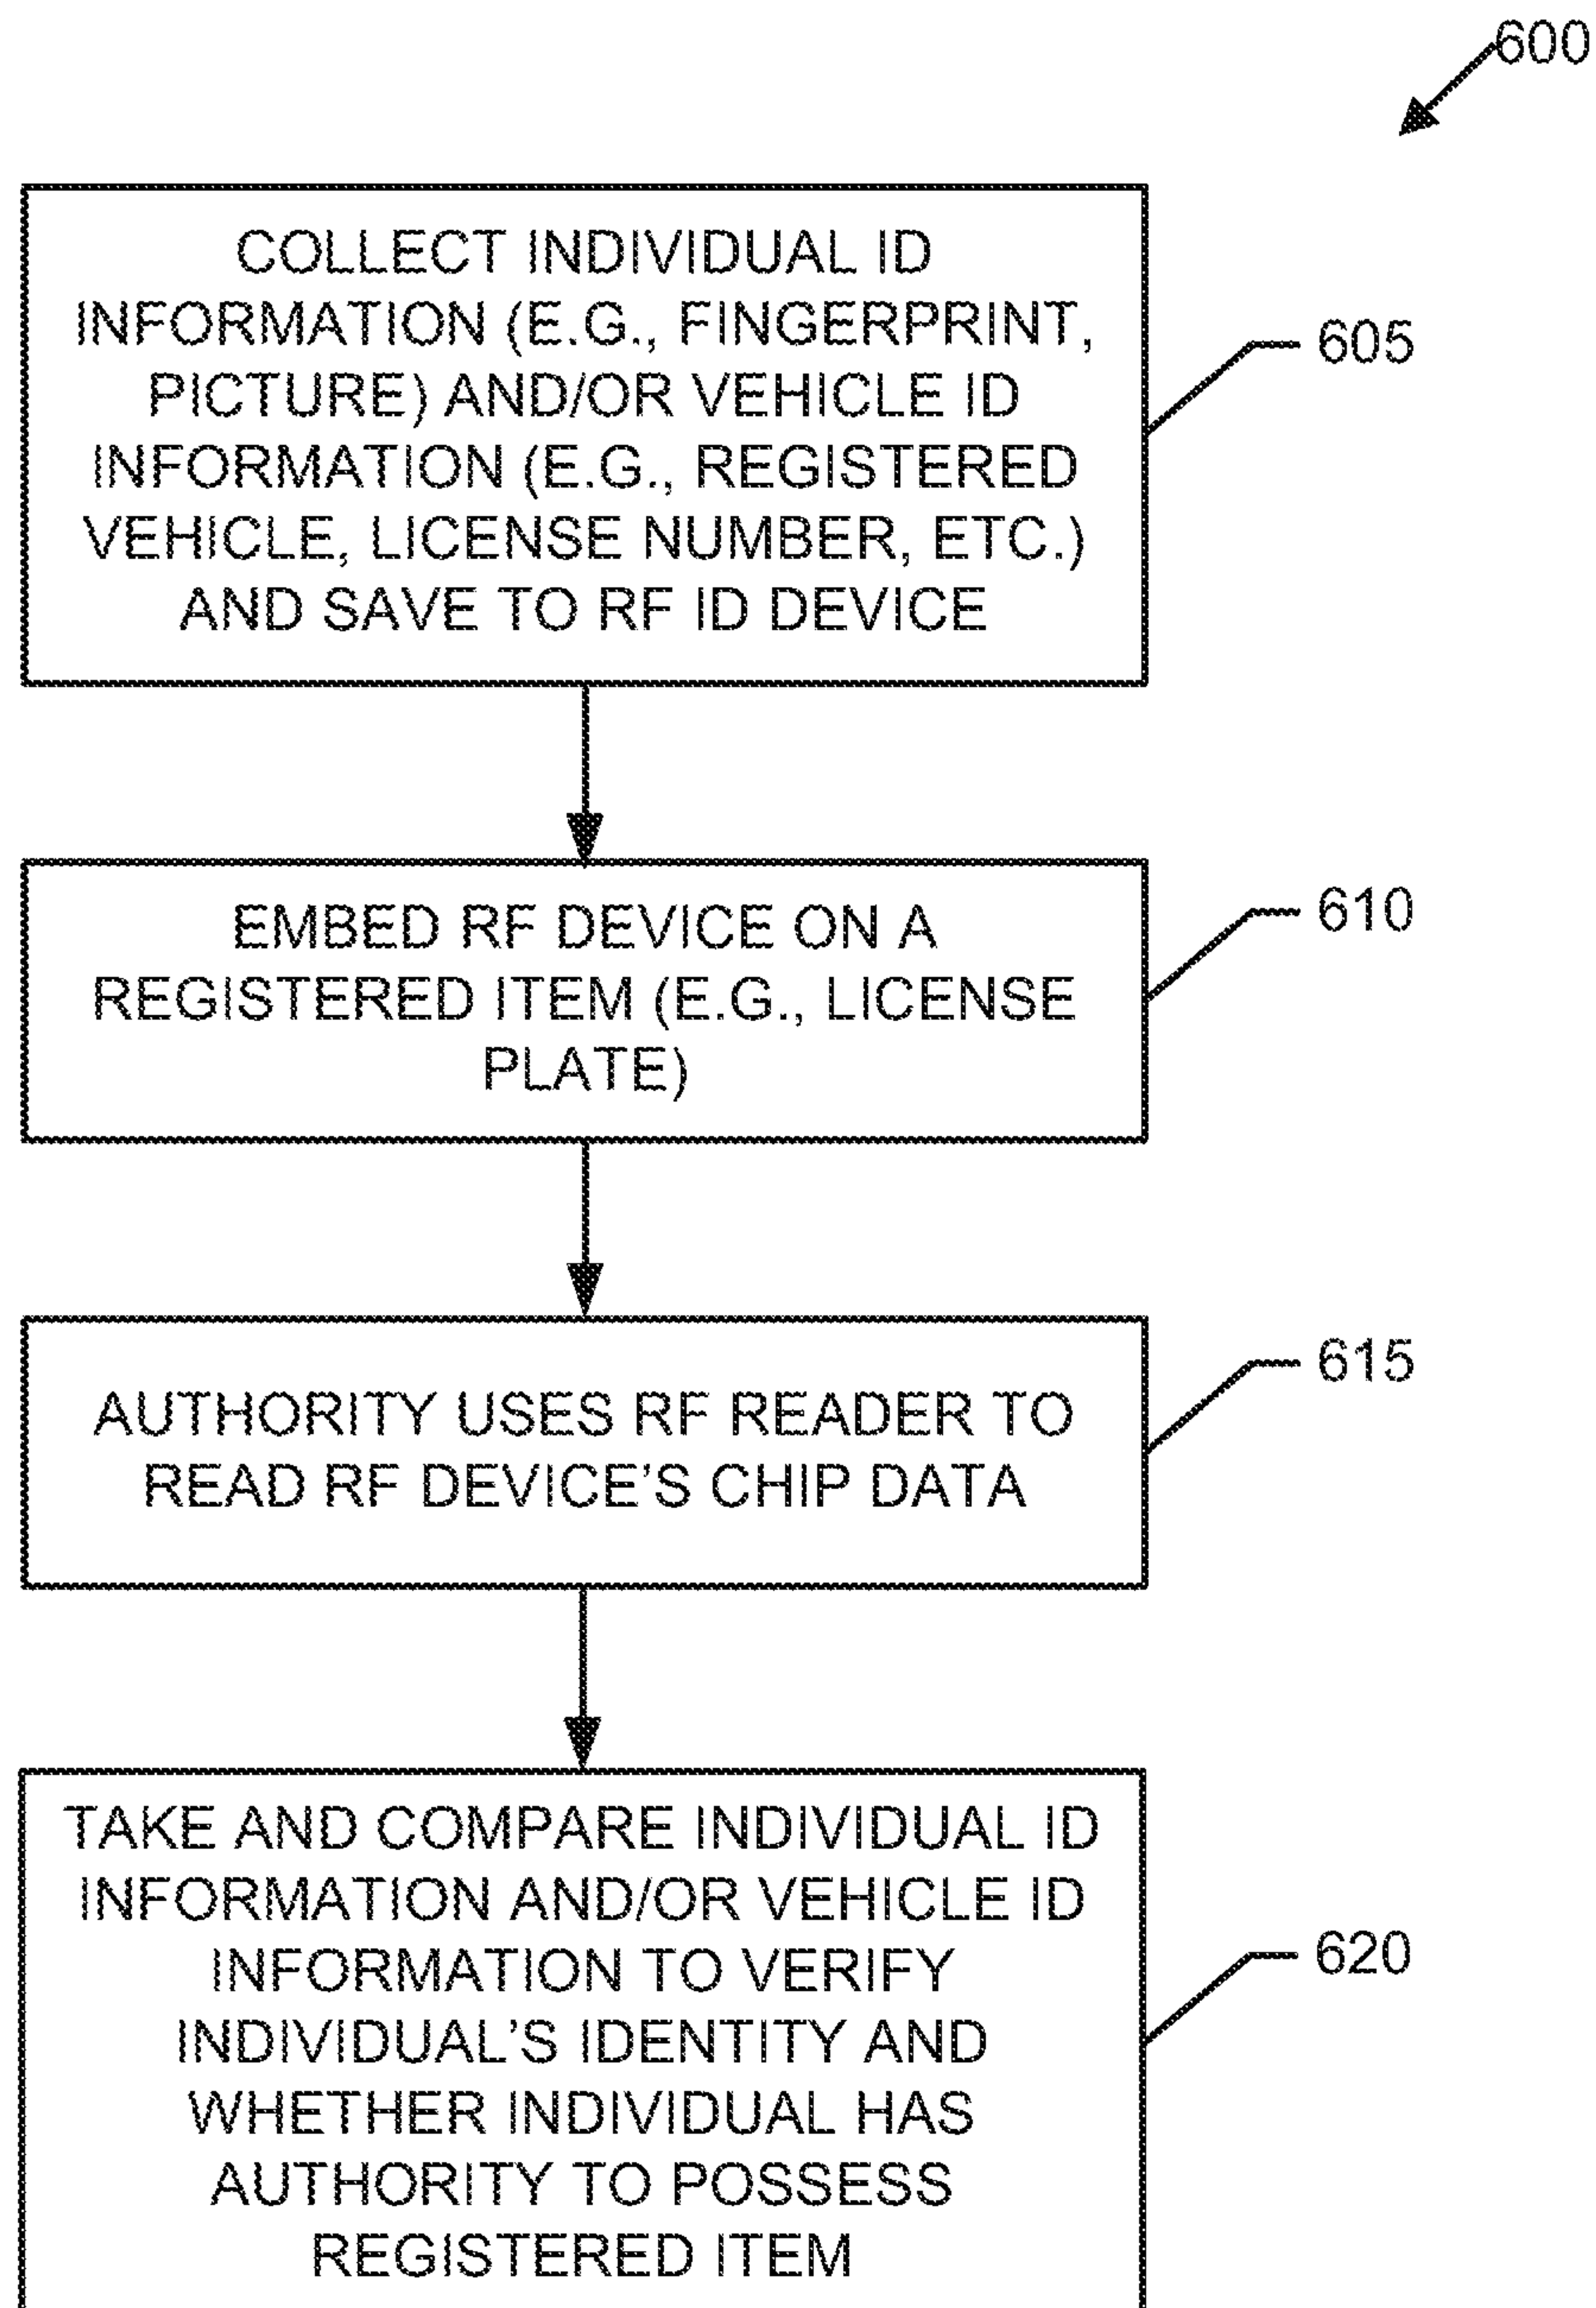 600
COLLECT INDIVIDUAL ID
INFORMATION (E.G., FINGERPRINT,
PICTURE) AND/OR VEHICLE ID
INFORMATION (E.G., REGISTERED
VEHICLE, LICENSE NUMBER, ETC.)
AND SAVE TO RF ID DEVICE
605
EMBED RF DEVICE ON A
REGISTERED ITEM (E.G., LICENSE
PLATE)
610
AUTHORITY USES RF READER TO
READ RF DEVICE'S CHIP DATA
615
TAKE AND COMPARE INDIVIDUAL ID
INFORMATION AND/OR VEHICLE ID
INFORMATION TO VERIFY
INDIVIDUAL'S IDENTITY AND
WHETHER INDIVIDUAL HAS
AUTHORITY TO POSSESS
REGISTERED ITEM
620